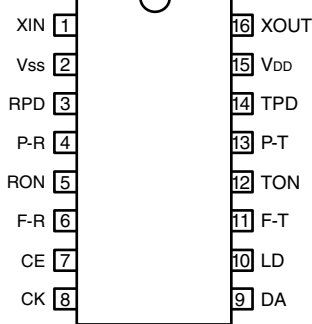 XIN 1 16 XOUT
Vss 2 15 VDD
RPD 3 14 TPD
P-R 4 13 P-T
RON 5 12 TON
F-R 6 11 F-T
CE 7 10 LD
CK 8 9 DA